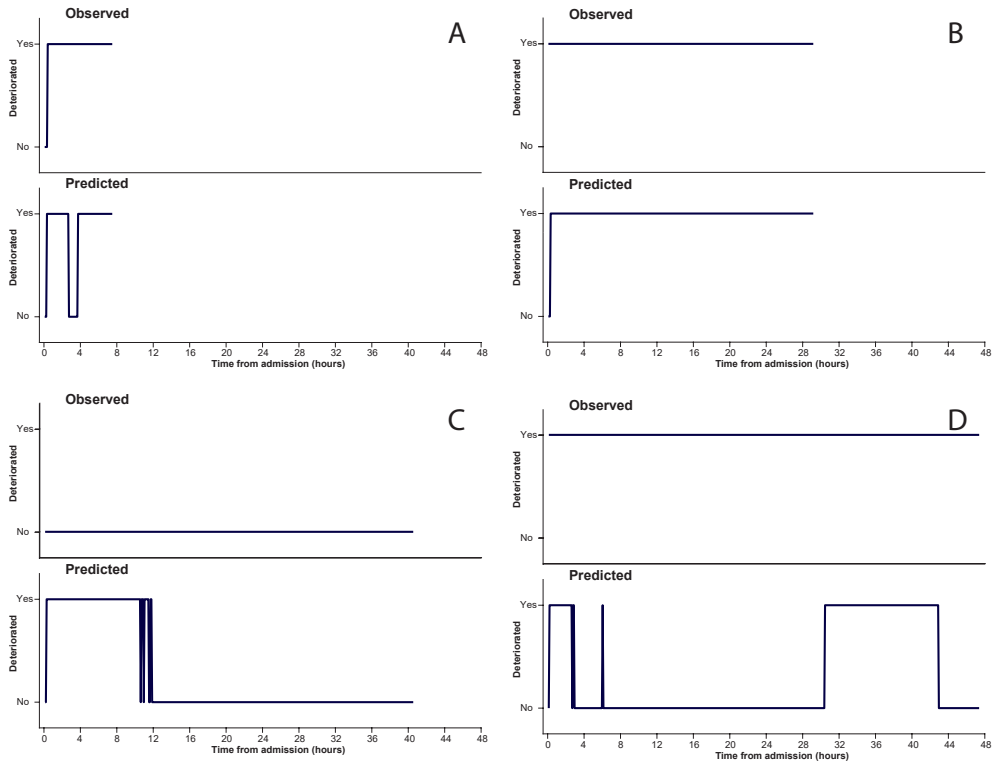 Observed
A
Yes
Deteriorated
No
Predicted
Yes
Deteriorated
No
0 4 8 12 16 20 24 28 32 36 40 44 48
Time from admission (hours)
Observed
B
Yes
Deteriorated
No
Predicted
Yes
Deteriorated
No
0 4 8 12 16 20 24 28 32 36 40 44 48
Time from admission (hours)
Observed
C
Yes
Deteriorated
No
Predicted
Yes
Deteriorated
No
0 4 8 12 16 20 24 28 32 36 40 44 48
Time from admission (hours)
Observed
D
Yes
Deteriorated
No
Predicted
Yes
Deteriorated
No
0 4 8 12 16 20 24 28 32 36 40 44 48
Time from admission (hours)